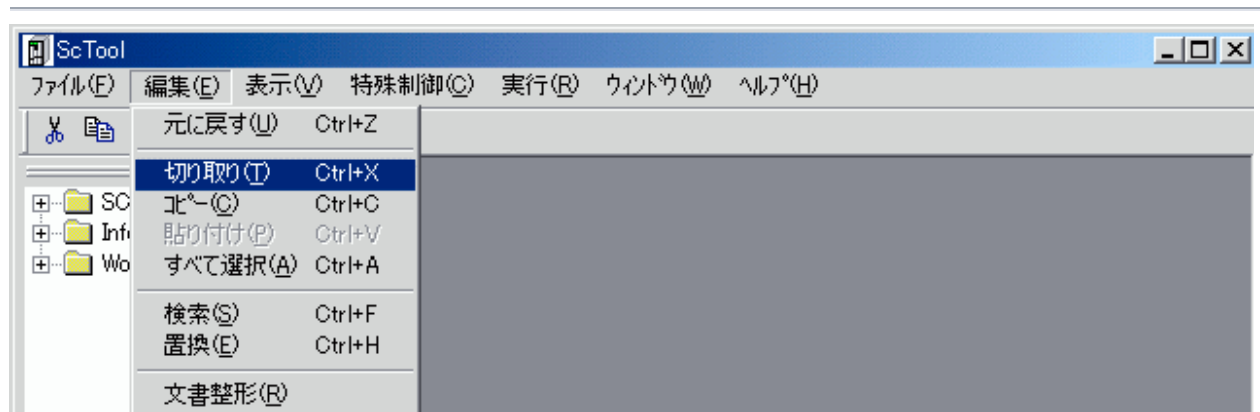 ScTool
ファイル(F) 編集(E) 表示(V) 特殊制御(C) 実行(R) ウィンドウ(W) ヘルプ(H)
元に戻す(U) Ctrl+Z
切り取り(T) Ctrl+X
コピー(C) Ctrl+C
貼り付け(P) Ctrl+V
すべて選択(A) Ctrl+A
検索(S) Ctrl+F
置換(E) Ctrl+H
文書整形(R)
SC
Inf
Wo